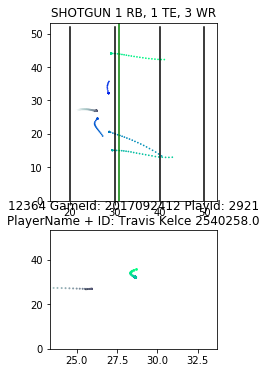 SHOTGUN 1 RB, 1 TE, 3 WR
50
40
30
20
10
0
20 30 40 50
12364 GameId: 2017092412 PlayId: 2921
PlayerName + ID: Travis Kelce 2540258.0
40
20
0
25.0 27.5 30.0 32.5